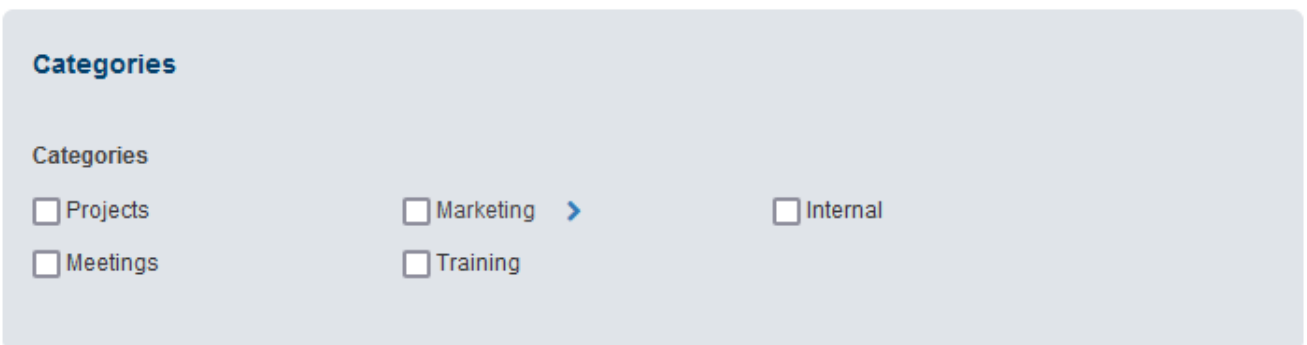 Categories
Categories
Projects Marketing Internal
Meetings Training